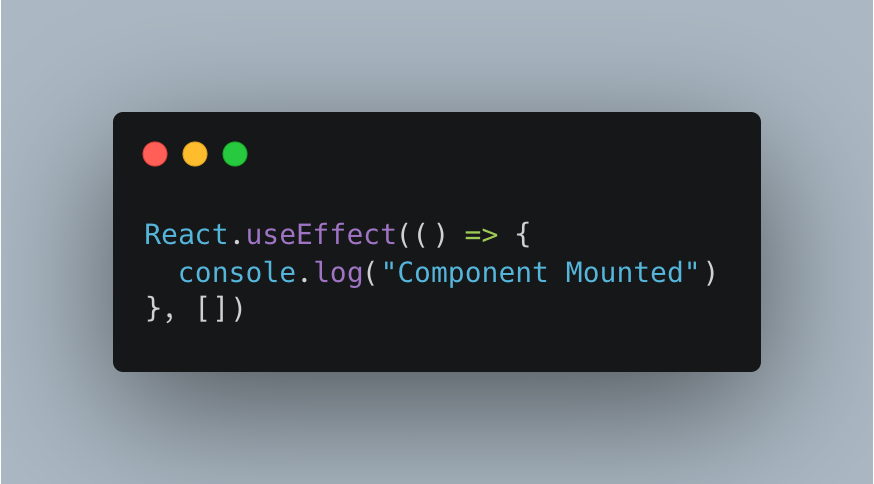 React.useEffect(() => {
  console.log("Component Mounted")
}, [])